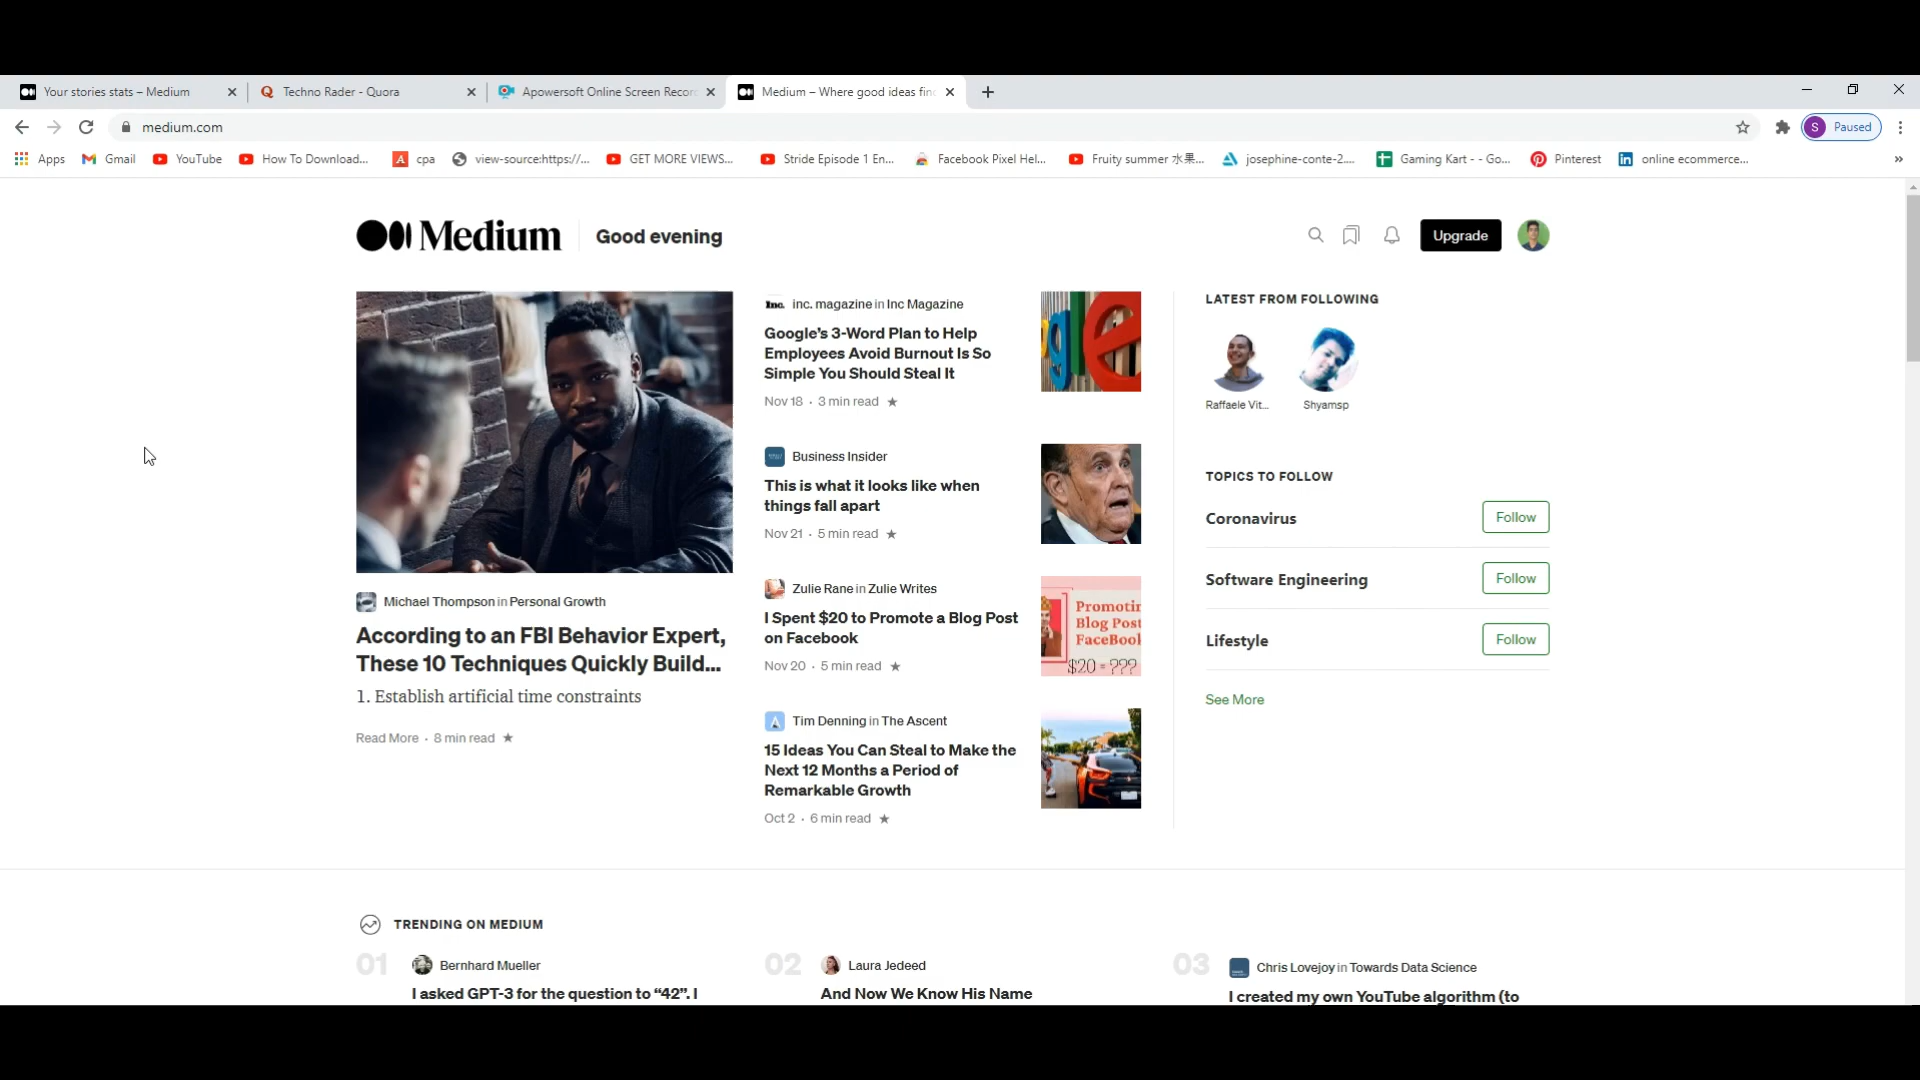 Your stories stats – Medium
Techno Rader - Quora
Apowersoft Online Screen Recor
Medium – Where good ideas fin
medium.com
S Paused
Apps
Gmail
YouTube
How To Download...
cpa
view-source:https://...
GET MORE VIEWS...
Stride Episode 1 En...
Facebook Pixel Hel...
Fruity summer 水果...
josephine-conte-2....
Gaming Kart - - Go...
Pinterest
online ecommerce...
»
Medium
Good evening
Upgrade
Michael Thompson in Personal Growth
According to an FBI Behavior Expert,
These 10 Techniques Quickly Build...
1. Establish artificial time constraints
Read More · 8 min read ★
Inc. inc. magazine in Inc Magazine
Google’s 3-Word Plan to Help
Employees Avoid Burnout Is So
Simple You Should Steal It
Nov 18 · 3 min read ★
Business Insider
This is what it looks like when
things fall apart
Nov 21 · 5 min read ★
Zulie Rane in Zulie Writes
I Spent $20 to Promote a Blog Post
on Facebook
Nov 20 · 5 min read ★
Promotin
Blog Post
FaceBook
$20 = ???
Tim Denning in The Ascent
15 Ideas You Can Steal to Make the
Next 12 Months a Period of
Remarkable Growth
Oct 2 · 6 min read ★
LATEST FROM FOLLOWING
Raffaele Vit...
Shyamsp
TOPICS TO FOLLOW
Coronavirus
Follow
Software Engineering
Follow
Lifestyle
Follow
See More
TRENDING ON MEDIUM
01
Bernhard Mueller
I asked GPT-3 for the question to “42”. I
02
Laura Jedeed
And Now We Know His Name
03
Chris Lovejoy in Towards Data Science
I created my own YouTube algorithm (to